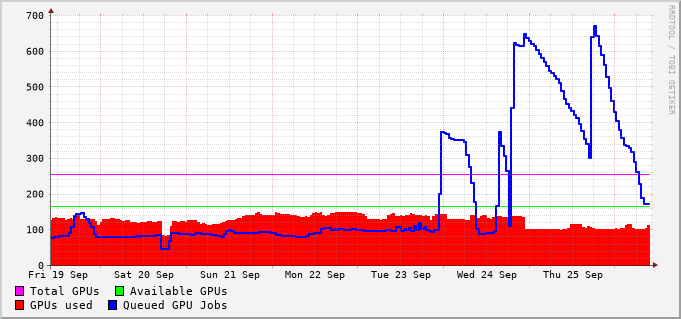 700
600
500
400
300
200
100
0
Fri 19 Sep Sat 20 Sep Sun 21 Sep Mon 22 Sep Tue 23 Sep Wed 24 Sep Thu 25 Sep
Total GPUs Available GPUs
GPUs used Queued GPU Jobs
RRDTOOL / TOBI OETIKER